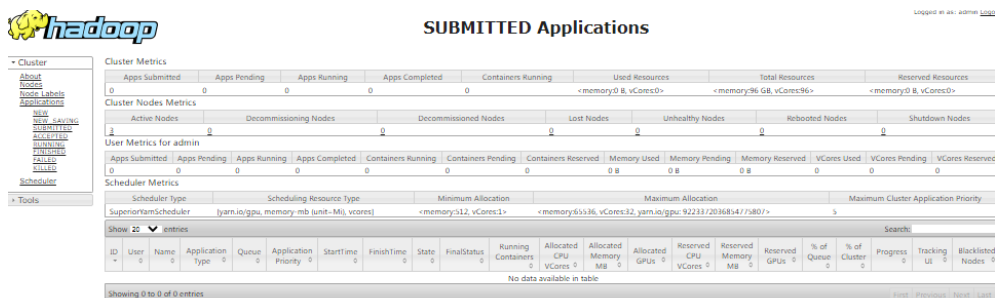 Logged in as: admin Logo
hadoop
SUBMITTED Applications
Cluster
About
Nodes
Node Labels
Applications
NEW
NEW_SAVING
SUBMITTED
ACCEPTED
RUNNING
FINISHED
FAILED
KILLED
Scheduler
Tools
Cluster Metrics
Apps Submitted Apps Pending Apps Running Apps Completed Containers Running Used Resources Total Resources Reserved Resources
0 0 0 0 0 <memory:0 B, vCores:0> <memory:96 GB, vCores:96> <memory:0 B, vCores:0>
Cluster Nodes Metrics
Active Nodes Decommissioning Nodes Decommissioned Nodes Lost Nodes Unhealthy Nodes Rebooted Nodes Shutdown Nodes
3 0 0 0 0 0 0
User Metrics for admin
Apps Submitted Apps Pending Apps Running Apps Completed Containers Running Containers Pending Containers Reserved Memory Used Memory Pending Memory Reserved VCores Used VCores Pending VCores Reserved
0 0 0 0 0 0 0 0 B 0 B 0 B 0 0 0
Scheduler Metrics
Scheduler Type Scheduling Resource Type Minimum Allocation Maximum Allocation Maximum Cluster Application Priority
SuperiorYarnScheduler [yarn.io/gpu, memory-mb (unit=Mi), vcores] <memory:512, vCores:1> <memory:65536, vCores:32, yarn.io/gpu: 9223372036854775807> 5
Show 20 entries Search:
ID User Name Application Type Queue Application Priority StartTime FinishTime State FinalStatus Running Containers Allocated CPU VCores Allocated Memory MB Allocated GPUs Reserved CPU VCores Reserved Memory MB Reserved GPUs % of Queue % of Cluster Progress Tracking UI Blacklisted Nodes
No data available in table
Showing 0 to 0 of 0 entries First Previous Next Last